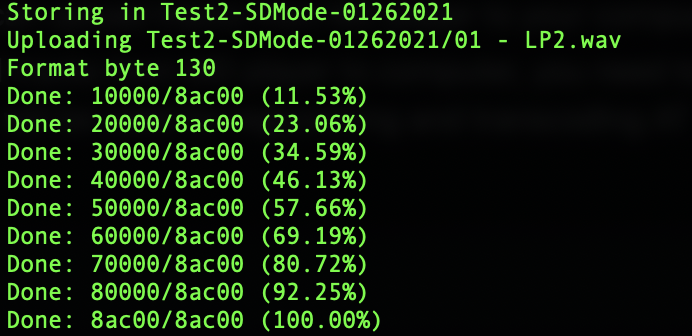 Storing in Test2-SDMode-01262021
Uploading Test2-SDMode-01262021/01 - LP2.wav
Format byte 130
Done: 10000/8ac00 (11.53%)
Done: 20000/8ac00 (23.06%)
Done: 30000/8ac00 (34.59%)
Done: 40000/8ac00 (46.13%)
Done: 50000/8ac00 (57.66%)
Done: 60000/8ac00 (69.19%)
Done: 70000/8ac00 (80.72%)
Done: 80000/8ac00 (92.25%)
Done: 8ac00/8ac00 (100.00%)